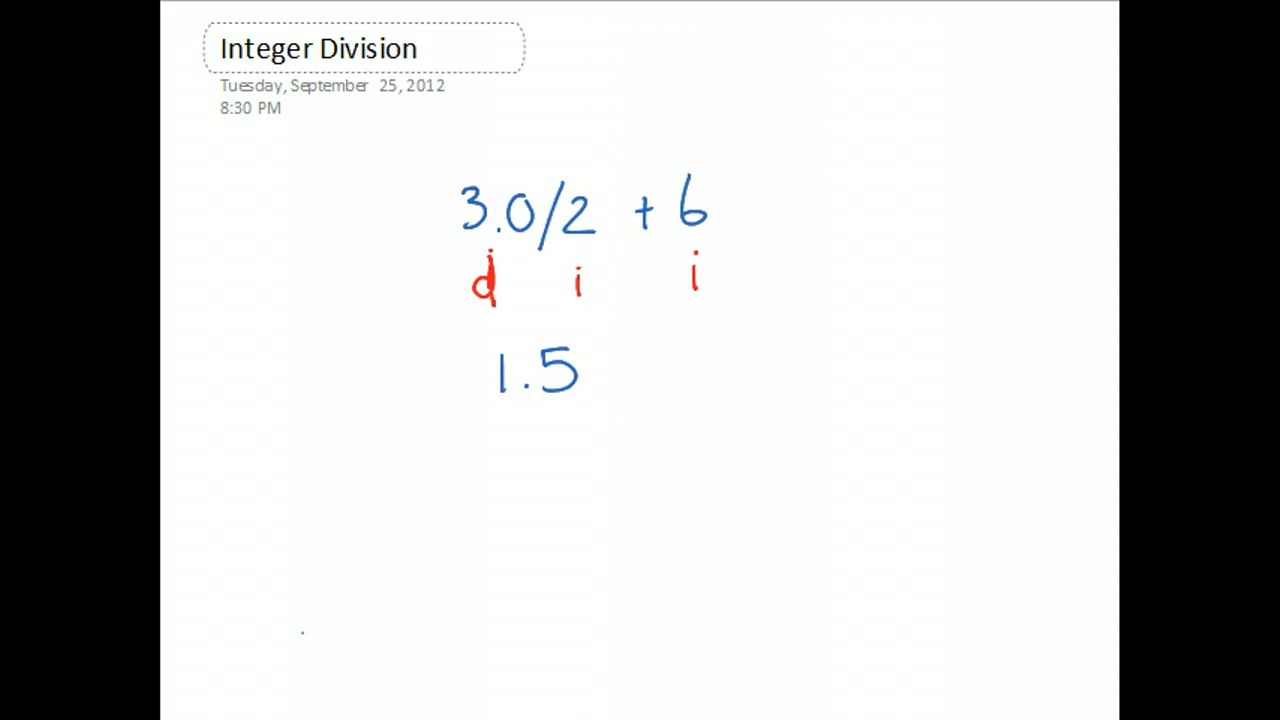 Integer Division
Tuesday, September 25, 2012
8:30 PM
3.0/2 + 6
d i i
1.5